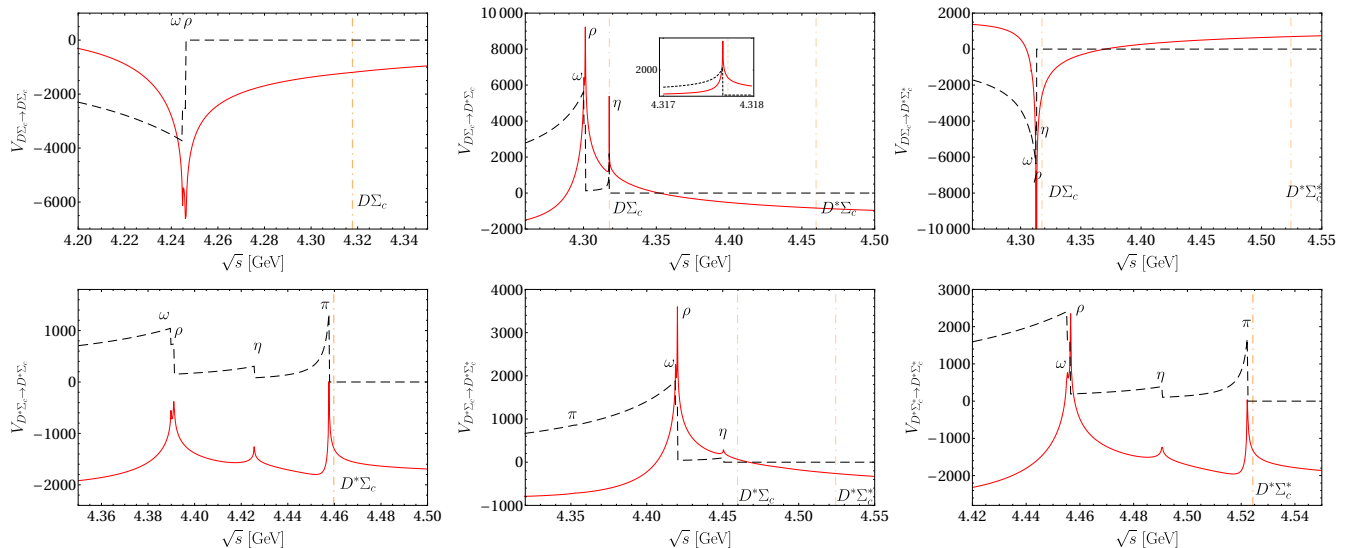 ω ρ
0
−2000
−4000
−6000
V_{DΣ_c→DΣ_c}
DΣ_c
4.20 4.22 4.24 4.26 4.28 4.30 4.32 4.34
√s [GeV]
10 000
8000
6000
4000
2000
0
−2000
V_{DΣ_c→D*Σ_c}
ρ
ω
η
2000
4.317 4.318
DΣ_c
D*Σ_c
4.30 4.35 4.40 4.45 4.50
√s [GeV]
0
−2000
−4000
−6000
−8000
−10 000
V_{DΣ_c→D*Σ_c^*}
η
ω
ρ
DΣ_c
D*Σ_c^*
4.30 4.35 4.40 4.45 4.50 4.55
√s [GeV]
1000
0
−1000
−2000
V_{D*Σ_c→D*Σ_c}
ω
ρ
η
π
D*Σ_c
4.36 4.38 4.40 4.42 4.44 4.46 4.48 4.50
√s [GeV]
4000
3000
2000
1000
0
−1000
V_{D*Σ_c→D*Σ_c^*}
ρ
ω
π
η
D*Σ_c
D*Σ_c^*
4.35 4.40 4.45 4.50 4.55
√s [GeV]
3000
2000
1000
0
−1000
−2000
V_{D*Σ_c^*→D*Σ_c^*}
ρ
ω
η
π
D*Σ_c^*
4.42 4.44 4.46 4.48 4.50 4.52 4.54
√s [GeV]